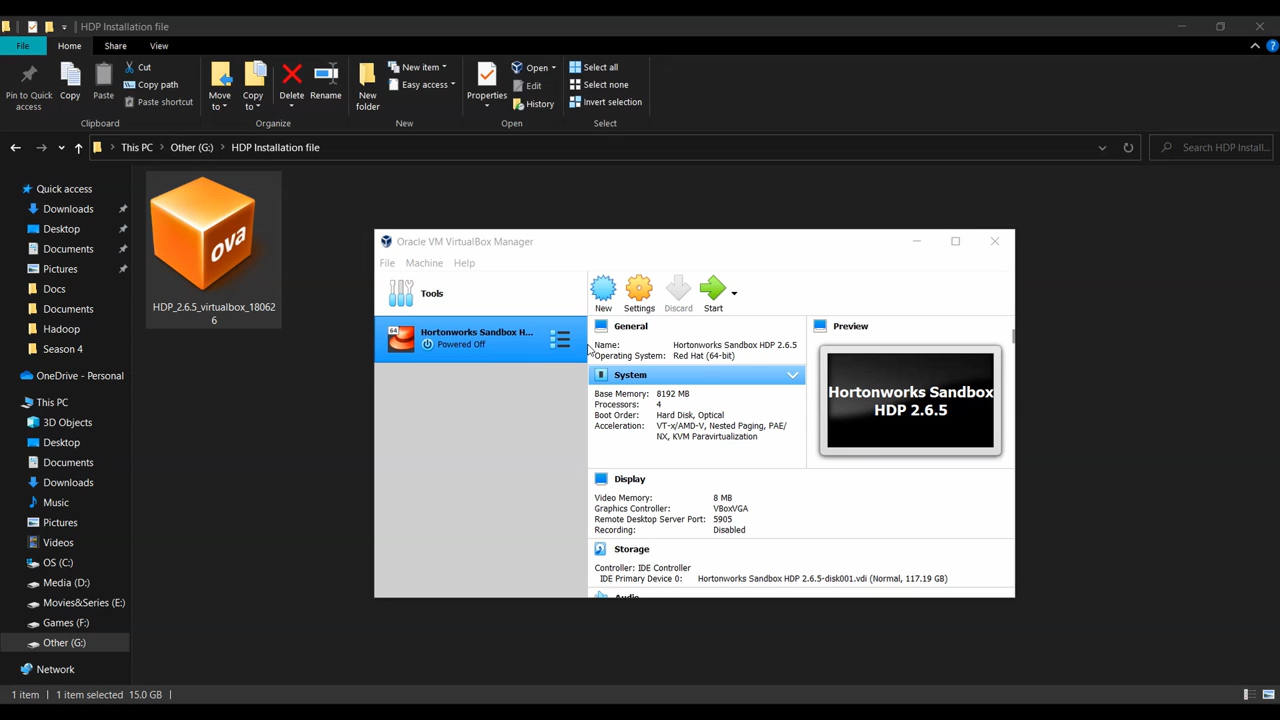 HDP Installation file
File
Home
Share
View
Pin to Quick
access
Copy
Paste
Cut
Copy path
Paste shortcut
Clipboard
Move
to
Copy
to
Delete
Rename
Organize
New
folder
New item
Easy access
New
Properties
Open
Edit
History
Open
Select all
Select none
Invert selection
Select
This PC
Other (G:)
HDP Installation file
Search HDP Install...
Quick access
Downloads
Desktop
Documents
Pictures
Docs
Documents
Hadoop
Season 4
OneDrive - Personal
This PC
3D Objects
Desktop
Documents
Downloads
Music
Pictures
Videos
OS (C:)
Media (D:)
Movies&Series (E:)
Games (F:)
Other (G:)
Network
ova
HDP_2.6.5_virtualbox_18062
6
Oracle VM VirtualBox Manager
File Machine Help
Tools
New
Settings
Discard
Start
64
Hortonworks Sandbox H...
Powered Off
General
Name: Hortonworks Sandbox HDP 2.6.5
Operating System: Red Hat (64-bit)
System
Base Memory: 8192 MB
Processors: 4
Boot Order: Hard Disk, Optical
Acceleration: VT-x/AMD-V, Nested Paging, PAE/
NX, KVM Paravirtualization
Preview
Hortonworks Sandbox
HDP 2.6.5
Display
Video Memory: 8 MB
Graphics Controller: VBoxVGA
Remote Desktop Server Port: 5905
Recording: Disabled
Storage
Controller: IDE Controller
IDE Primary Device 0: Hortonworks Sandbox HDP 2.6.5-disk001.vdi (Normal, 117.19 GB)
Audio
1 item
1 item selected 15.0 GB